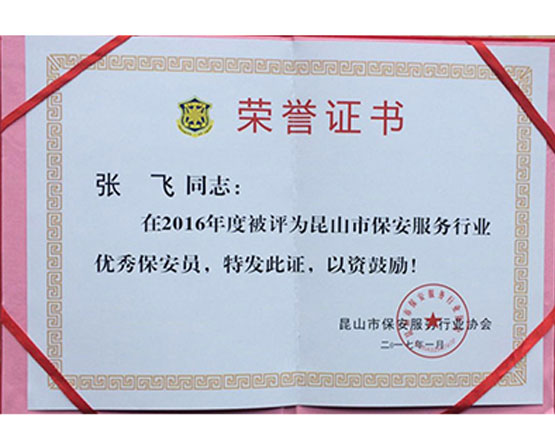 荣誉证书
张 飞 同志：
在2016年度被评为昆山市保安服务行业
优秀保安员，特发此证，以资鼓励！
昆山市保安服务行业协会
二〇一七年一月